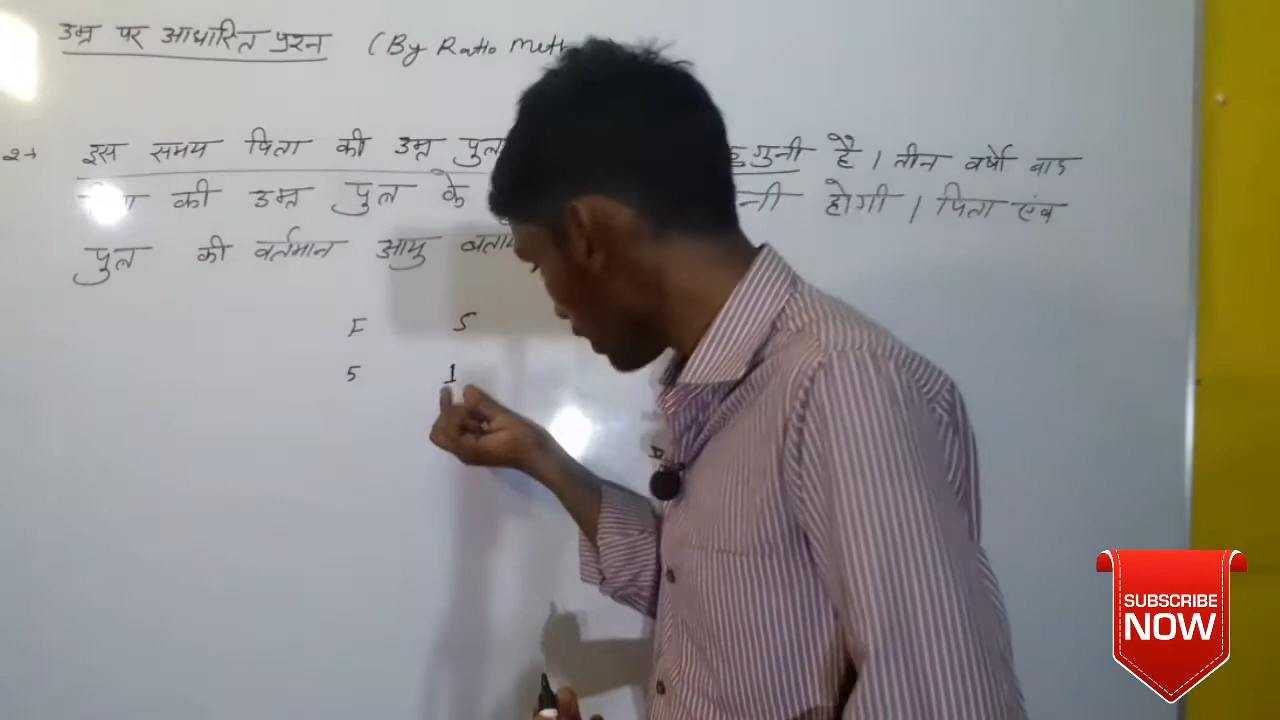 उम्र पर आधारित प्रश्न (By Ratio Meth
2→ इस समय पिता की उम्र पुत्र गुनी है। तीन वर्षो बाद
की उम्र पुत्र के नी होगी। पिता एंव
पुत्र की वर्तमान आयु बताय
F S
5 1
SUBSCRIBE
NOW